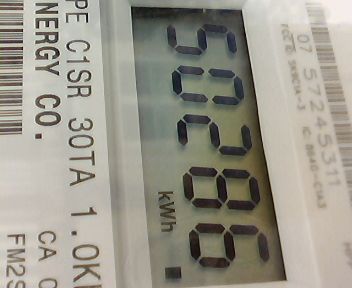 07 57245311
50286
kWh
PE C1SR 30TA 1.0K
NERGY CO.
CA C
FM2S